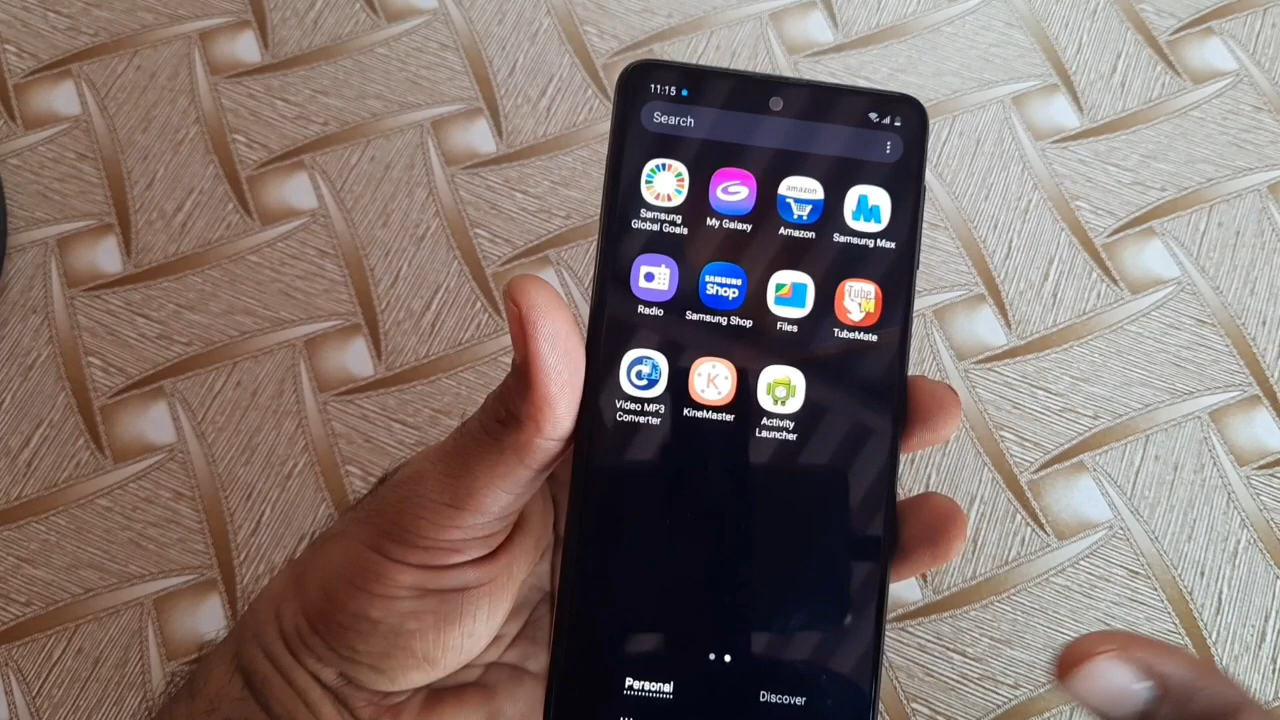 11:15
Search
Samsung
Global Goals
My Galaxy
amazon
Amazon
Samsung Max
Radio
SAMSUNG
Shop
Samsung Shop
Files
Tube
M
TubeMate
Video MP3
Converter
K
KineMaster
Activity
Launcher
Personal
Discover